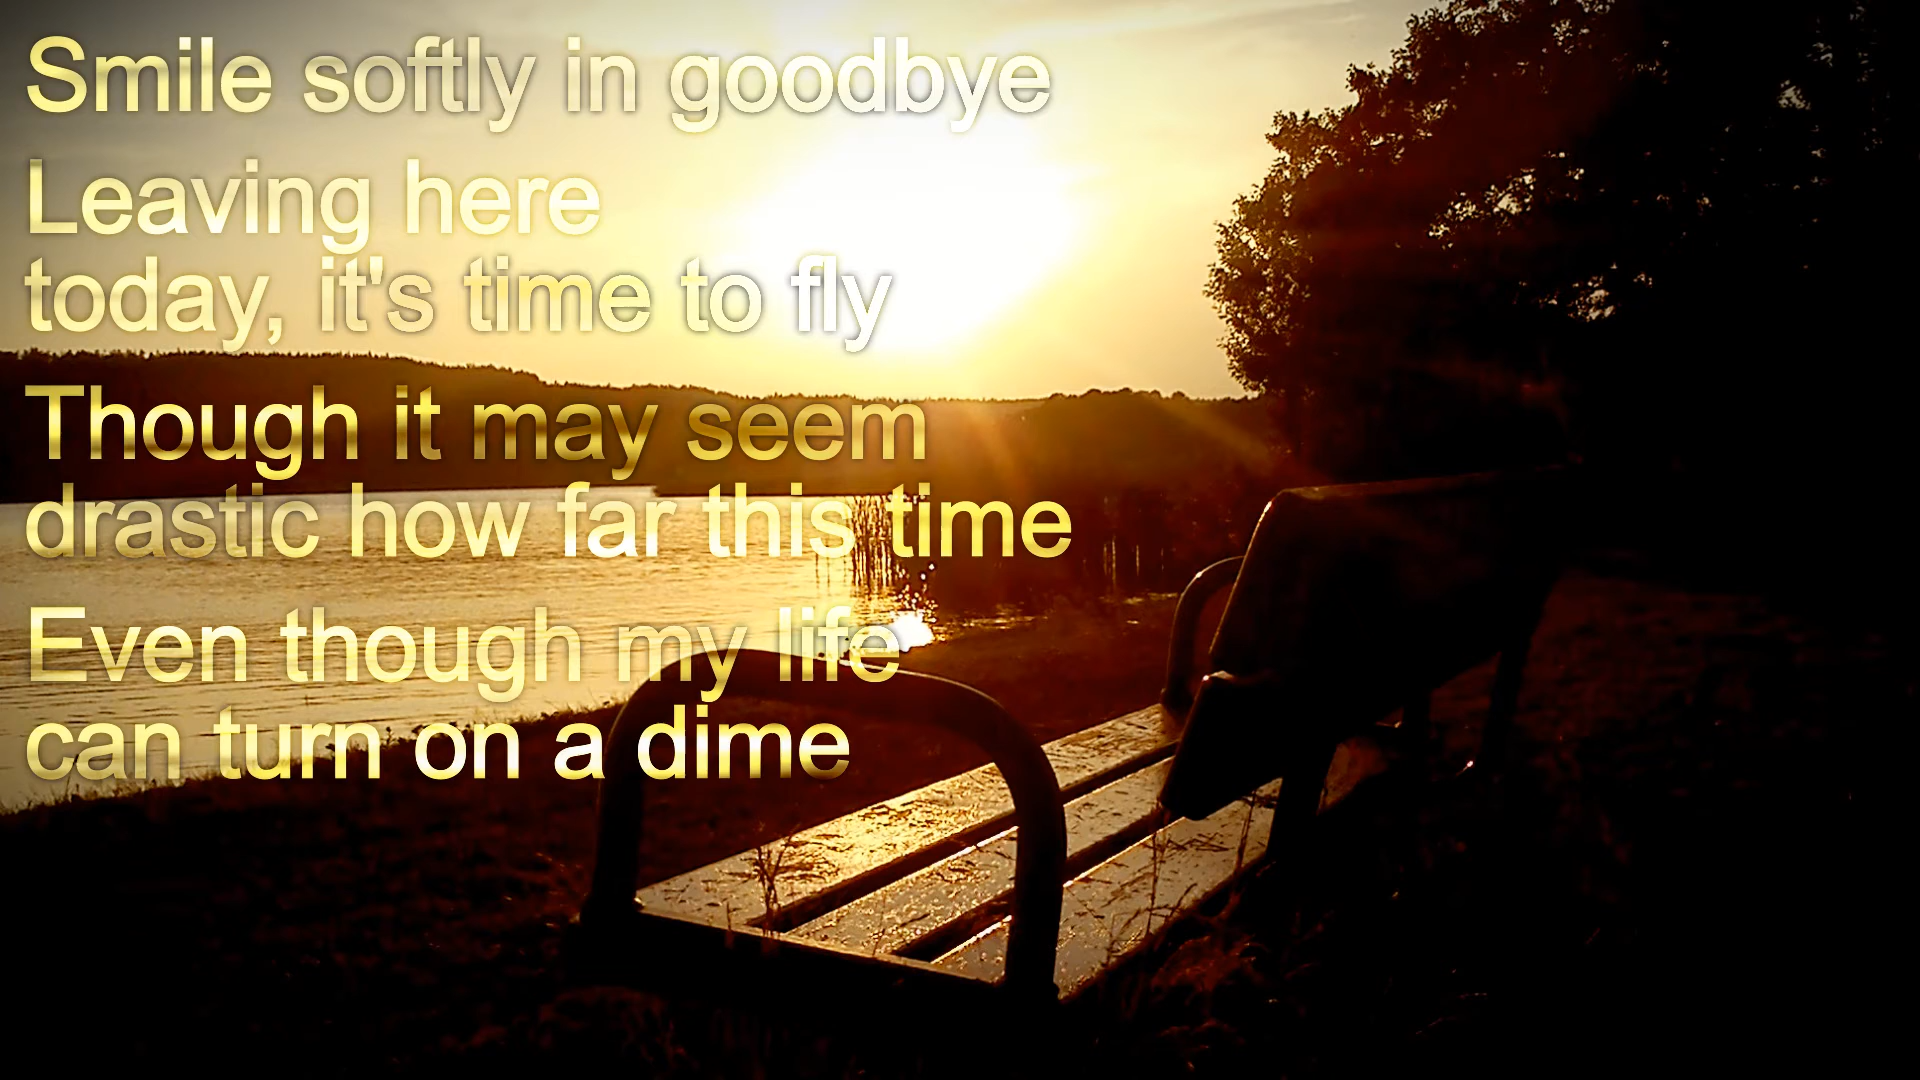 Smile softly in goodbye
Leaving here
today, it's time to fly
Though it may seem
drastic how far this time
Even though my life
can turn on a dime